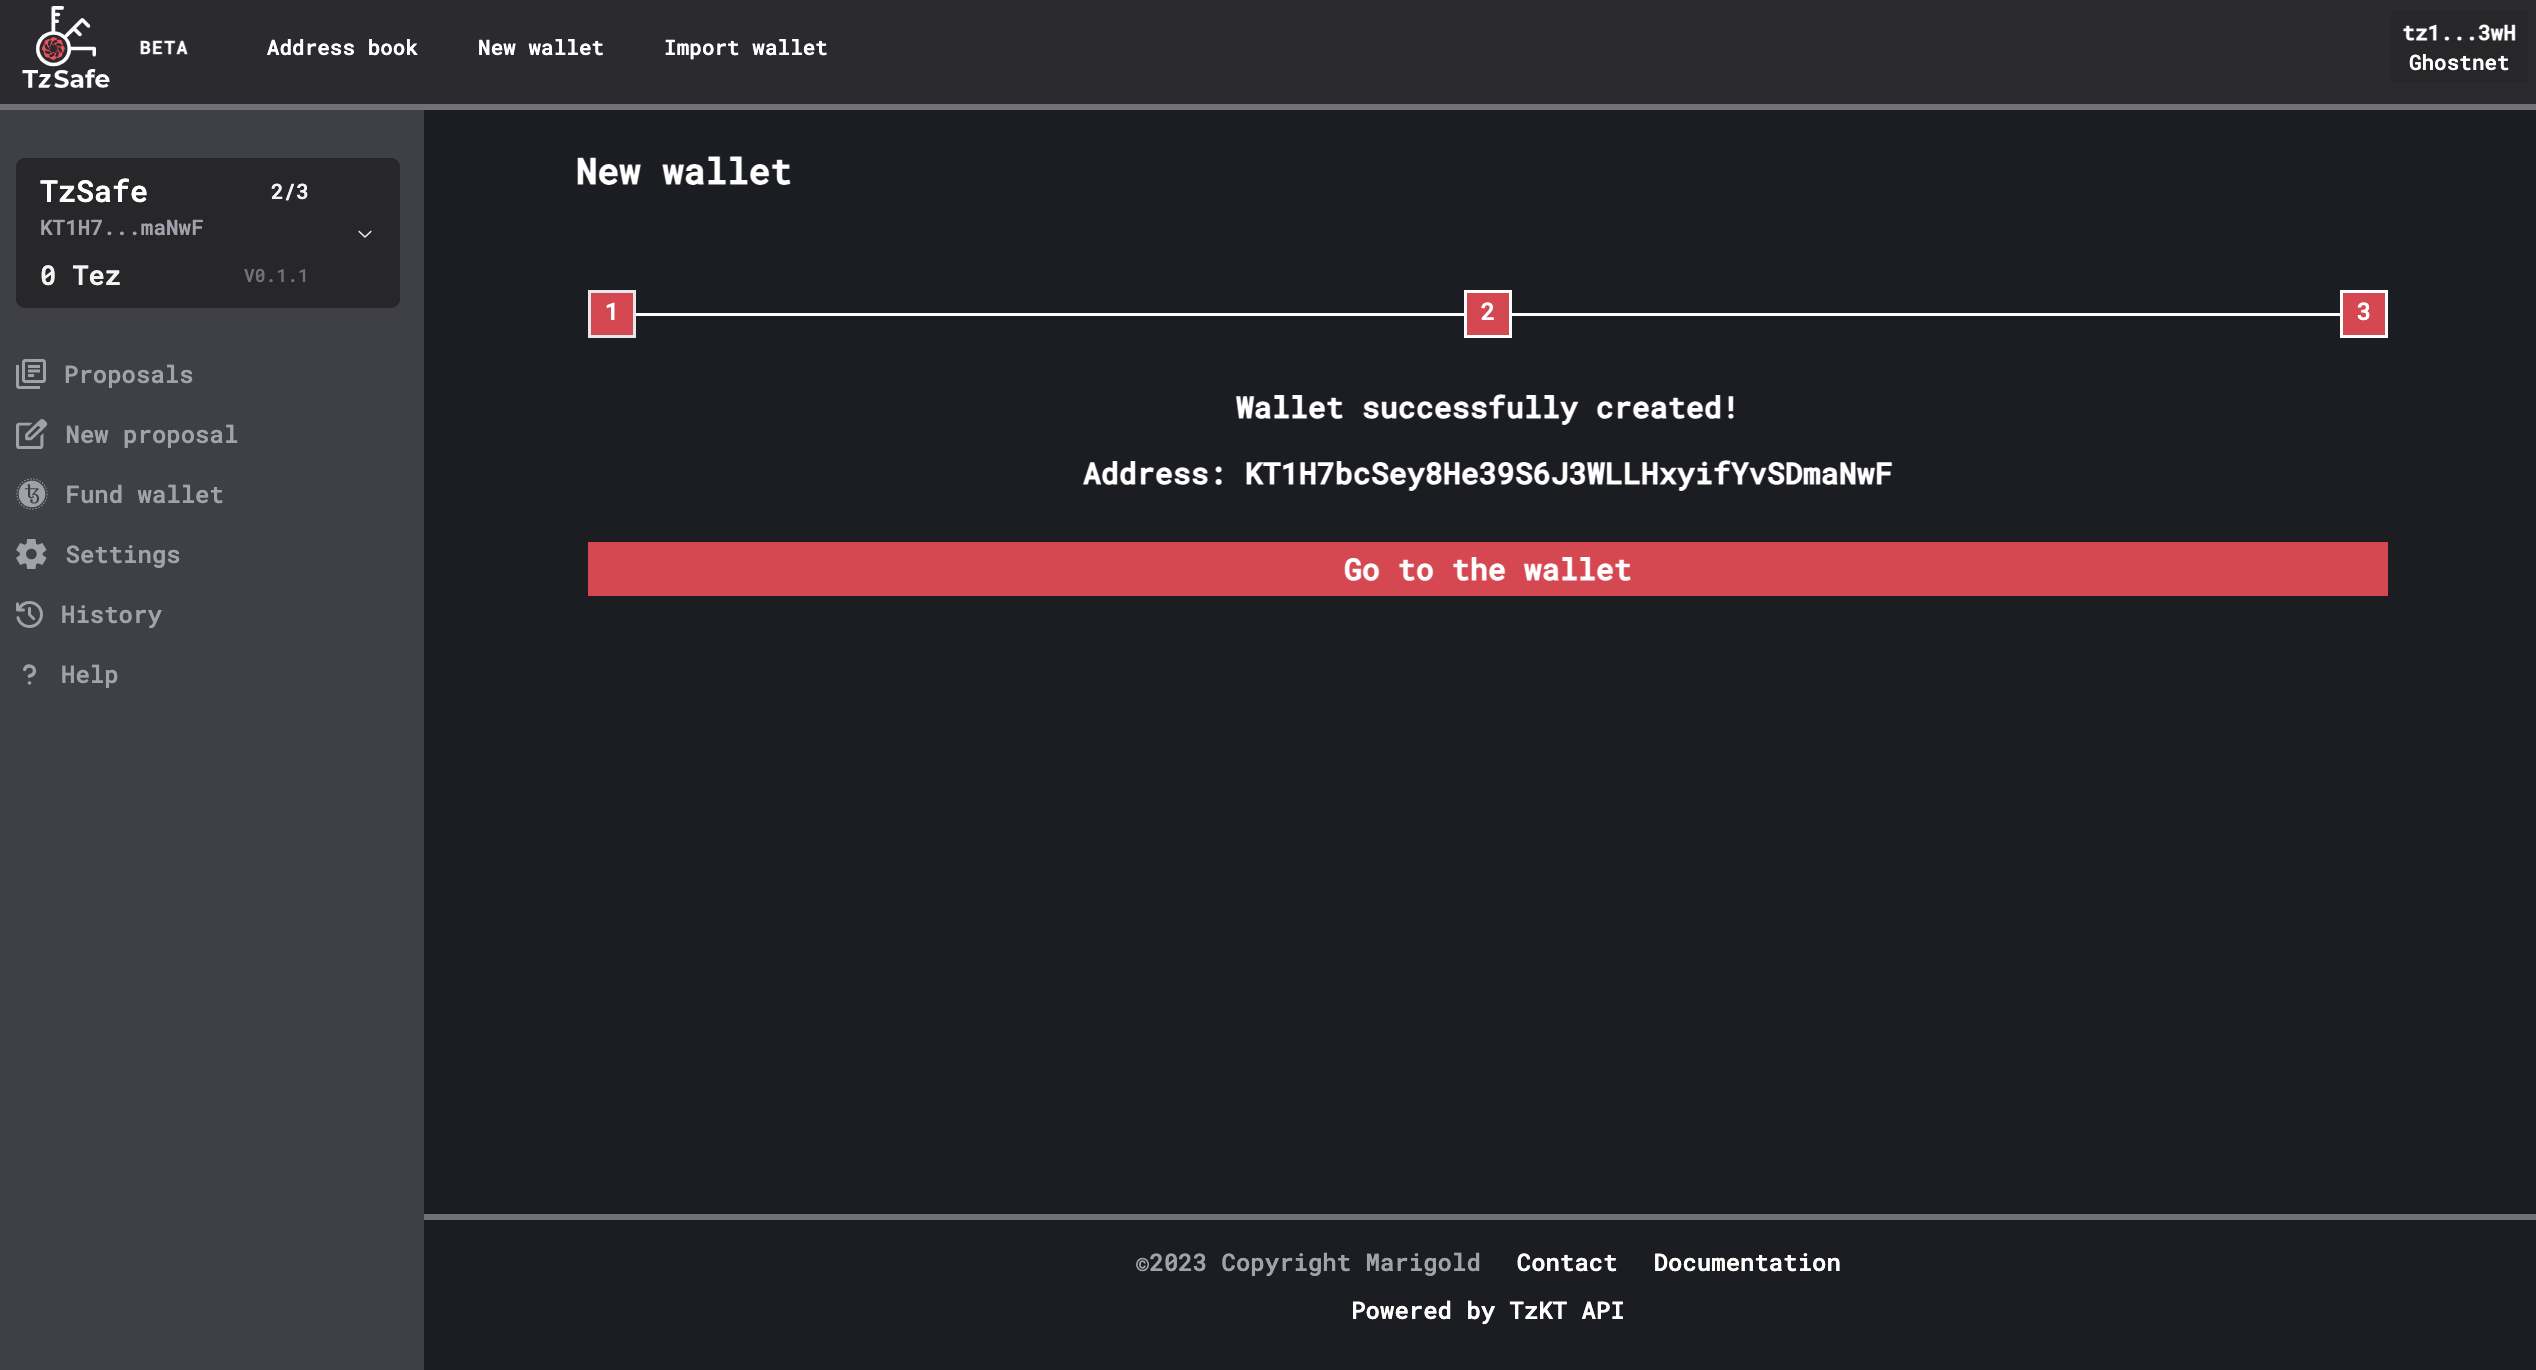 TzSafe
BETA
Address book
New wallet
Import wallet
tz1...3wH
Ghostnet
TzSafe
2/3
KT1H7...maNwF
0 Tez
V0.1.1
Proposals
New proposal
Fund wallet
Settings
History
? Help
New wallet
1
2
3
Wallet successfully created!
Address: KT1H7bcSey8He39S6J3WLLHxyifYvSDmaNwF
Go to the wallet
©2023 Copyright Marigold Contact Documentation
Powered by TzKT API